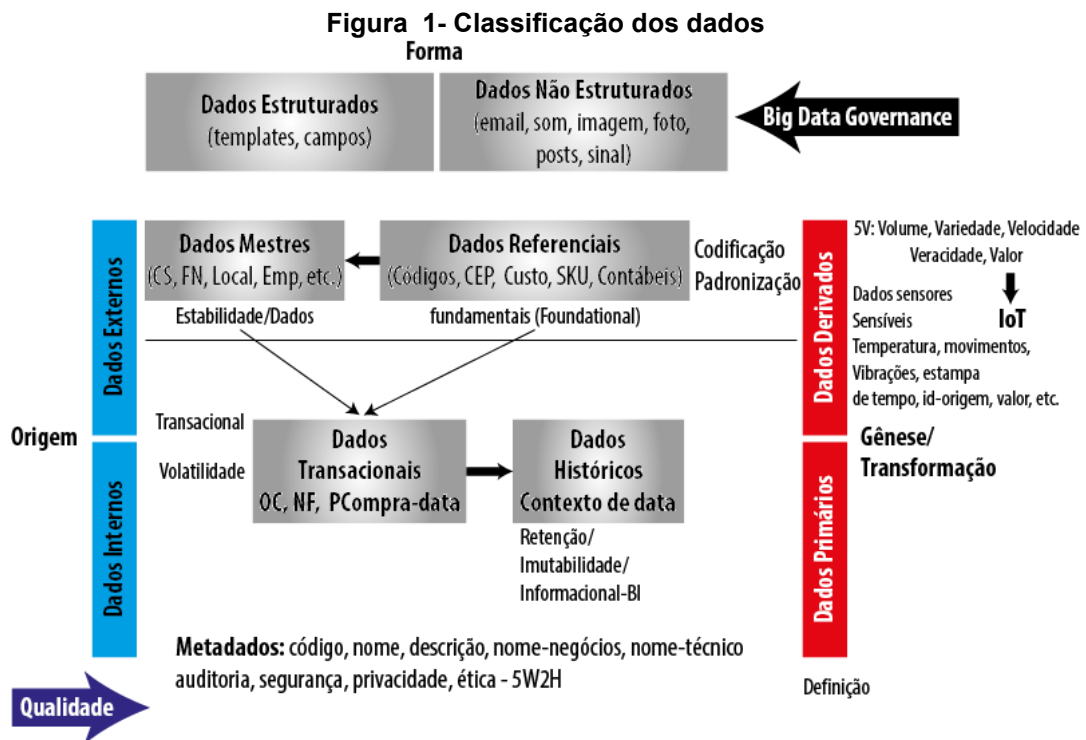 Figura 1- Classificação dos dados
Forma
Dados Estruturados
(templates, campos)
Dados Não Estruturados
(email, som, imagem, foto,
posts, sinal)
Big Data Governance
Dados Externos
Dados Mestres
(CS, FN, Local, Emp, etc.)
Dados Referenciais
(Códigos, CEP, Custo, SKU, Contábeis)
Codificação
Padronização
Estabilidade/Dados
fundamentais (Foundational)
Dados Derivados
5V: Volume, Variedade, Velocidade
Veracidade, Valor
Dados sensores
Sensíveis
IoT
Temperatura, movimentos,
Vibrações, estampa
de tempo, id-origem, valor, etc.
Origem
Transacional
Volatilidade
Dados
Transacionais
OC, NF, PCompra-data
Dados
Históricos
Contexto de data
Retenção/
Imutabilidade/
Informacional-BI
Gênese/
Transformação
Dados Internos
Dados Primários
Metadados: código, nome, descrição, nome-negócios, nome-técnico
auditoria, segurança, privacidade, ética - 5W2H
Definição
Qualidade